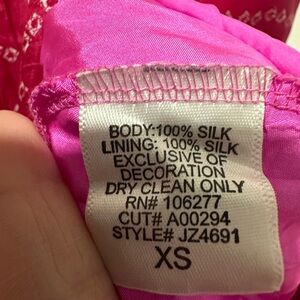 BODY:100% SILK
LINING: 100% SILK
EXCLUSIVE OF
DECORATION
DRY CLEAN ONLY
RN# 106277
CUT# A00294
STYLE# JZ4691
XS